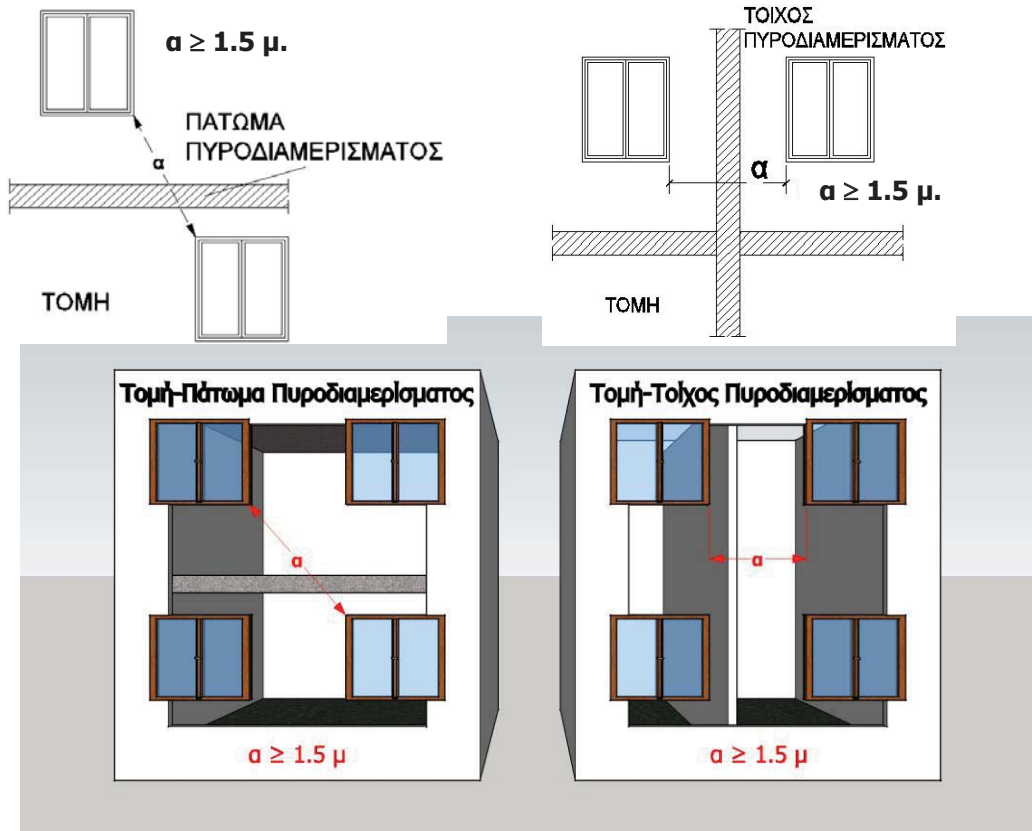 α ≥ 1.5 μ.
ΠΑΤΩΜΑ
ΠΥΡΟΔΙΑΜΕΡΙΣΜΑΤΟΣ
α
ΤΟΜΗ
ΤΟΙΧΟΣ
ΠΥΡΟΔΙΑΜΕΡΙΣΜΑΤΟΣ
α
α ≥ 1.5 μ.
ΤΟΜΗ
Τομή-Πάτωμα Πυροδιαμερίσματος
α
α ≥ 1.5 μ
Τομή-Τοίχος Πυροδιαμερίσματος
α
α ≥ 1.5 μ